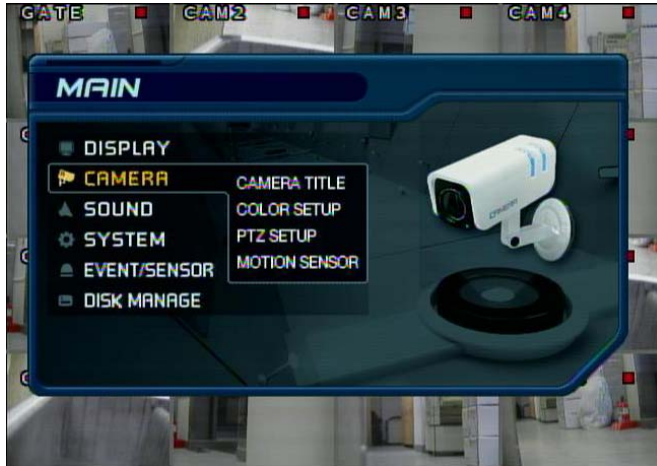 GATE CAM2 CAM3 CAM4
MAIN
DISPLAY
CAMERA
SOUND
SYSTEM
EVENT/SENSOR
DISK MANAGE
CAMERA TITLE
COLOR SETUP
PTZ SETUP
MOTION SENSOR